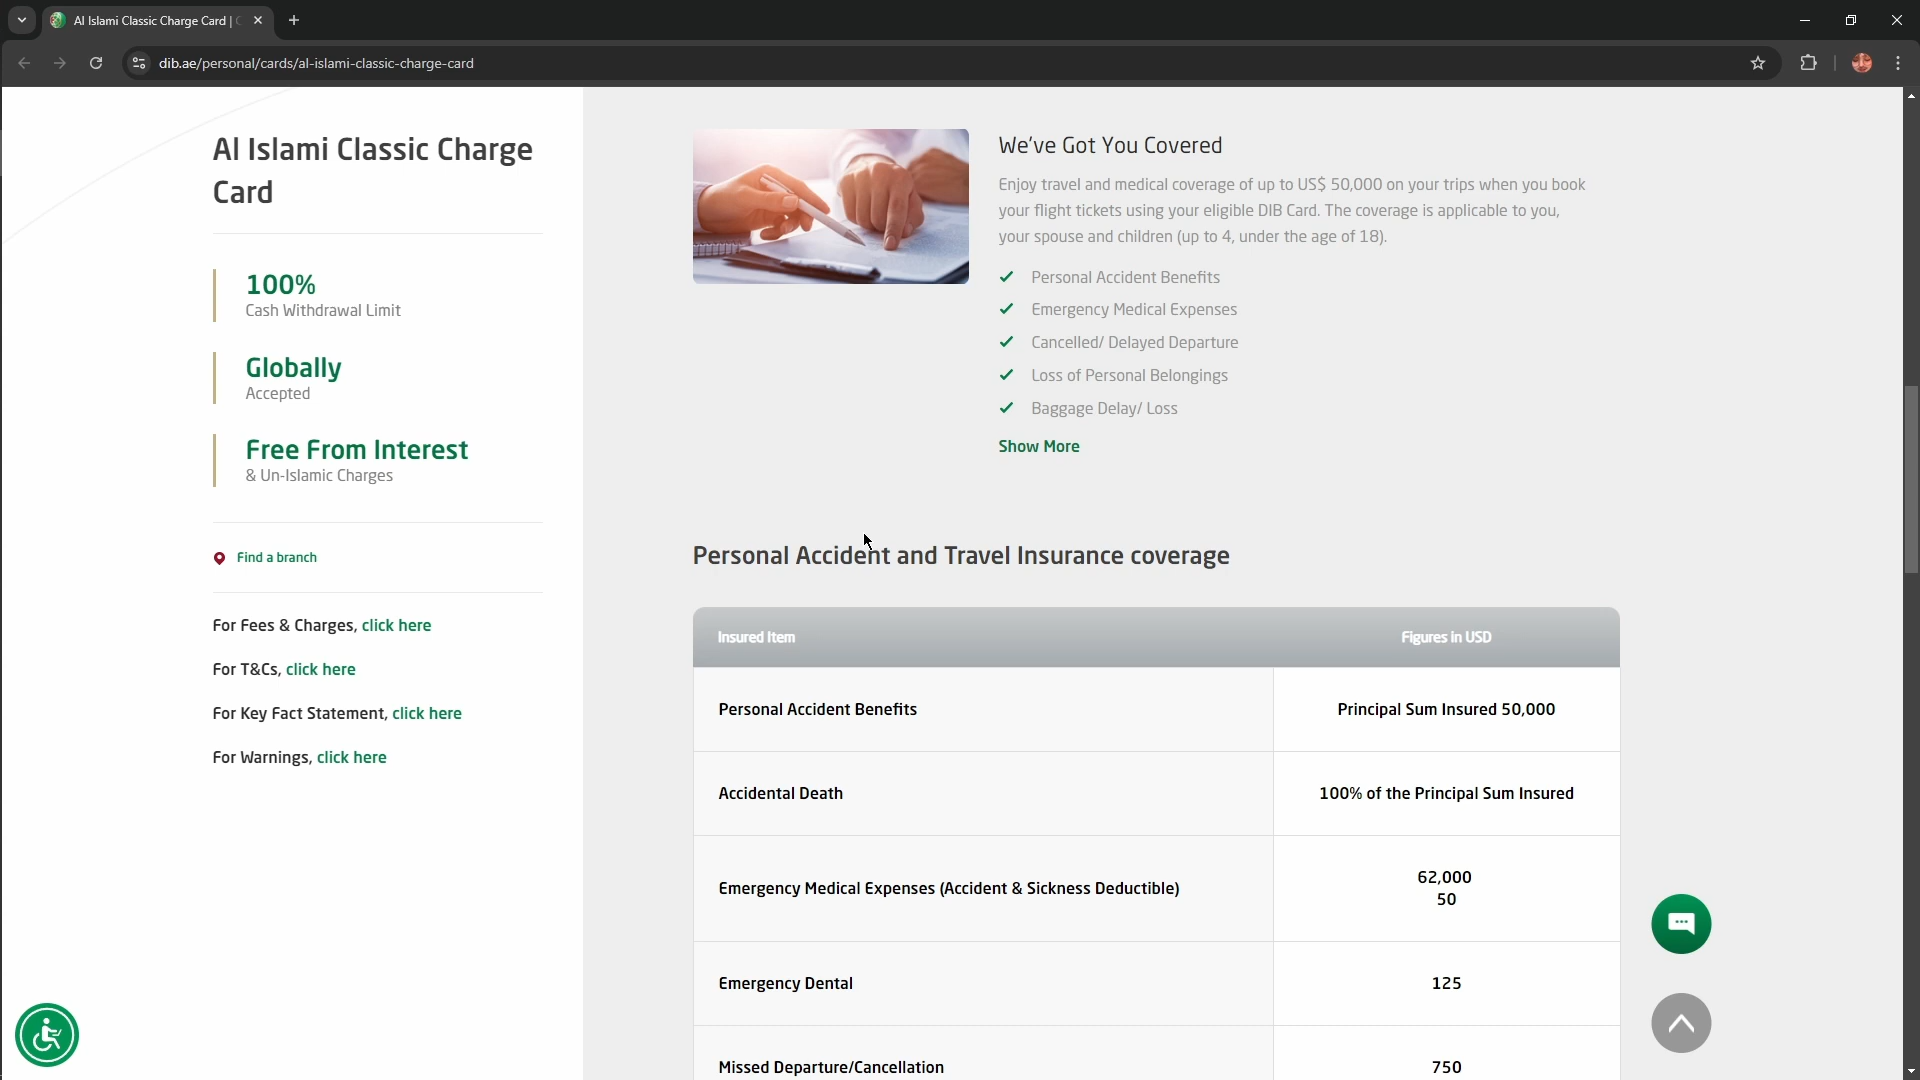 Al Islami Classic Charge Card |
dib.ae/personal/cards/al-islami-classic-charge-card
Al Islami Classic Charge
Card
100%
Cash Withdrawal Limit
Globally
Accepted
Free From Interest
& Un-Islamic Charges
Find a branch
For Fees & Charges, click here
For T&Cs, click here
For Key Fact Statement, click here
For Warnings, click here
We've Got You Covered
Enjoy travel and medical coverage of up to US$ 50,000 on your trips when you book
your flight tickets using your eligible DIB Card. The coverage is applicable to you,
your spouse and children (up to 4, under the age of 18).
Personal Accident Benefits
Emergency Medical Expenses
Cancelled/ Delayed Departure
Loss of Personal Belongings
Baggage Delay/ Loss
Show More
Personal Accident and Travel Insurance coverage
Insured Item Figures in USD
Personal Accident Benefits Principal Sum Insured 50,000
Accidental Death 100% of the Principal Sum Insured
Emergency Medical Expenses (Accident & Sickness Deductible) 62,000
50
Emergency Dental 125
Missed Departure/Cancellation 750